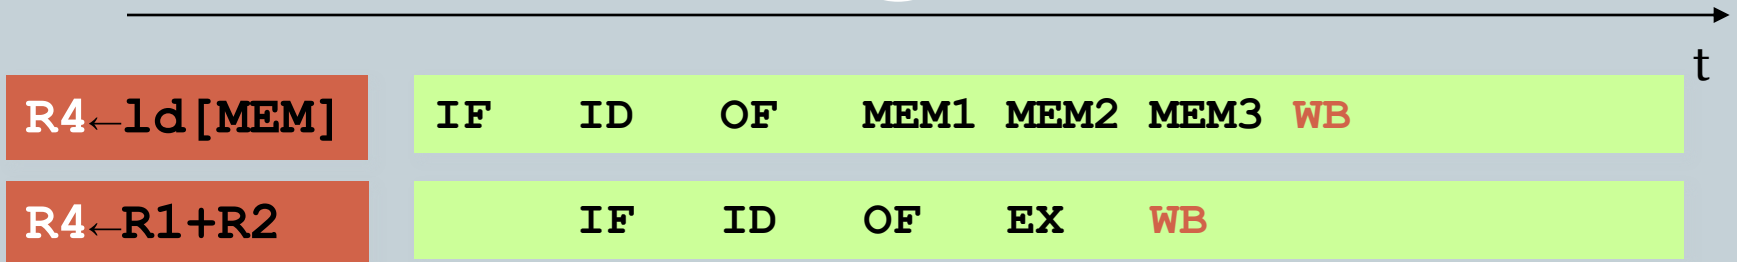 t
R4←ld[MEM] IF ID OF MEM1 MEM2 MEM3 WB
R4←R1+R2 IF ID OF EX WB